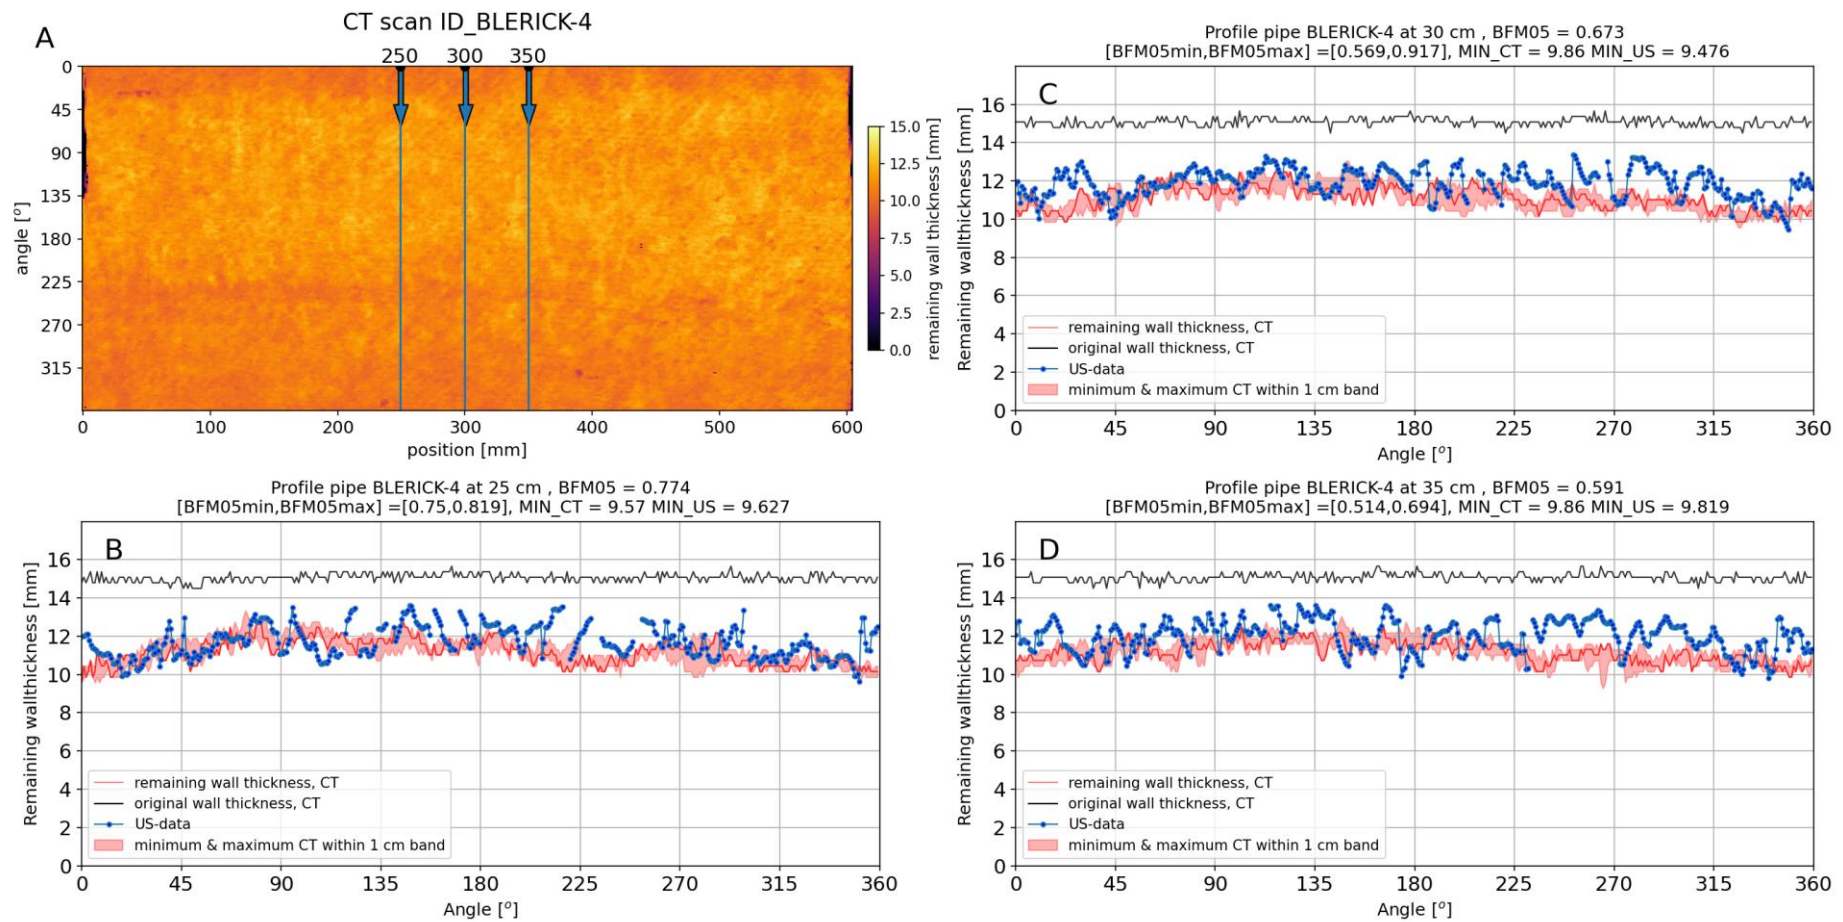 A
CT scan ID_BLERICK-4
250 300 350
0
45
90
135
180
225
270
315
angle [°]
0 100 200 300 400 500 600
position [mm]
15.0
12.5
10.0
7.5
5.0
2.5
0.0
remaining wall thickness [mm]
Profile pipe BLERICK-4 at 30 cm , BFM05 = 0.673
[BFM05min,BFM05max] =[0.569,0.917], MIN_CT = 9.86 MIN_US = 9.476
C
16
14
12
10
8
6
4
2
0
Remaining wallthickness [mm]
remaining wall thickness, CT
original wall thickness, CT
US-data
minimum & maximum CT within 1 cm band
0 45 90 135 180 225 270 315 360
Angle [°]
Profile pipe BLERICK-4 at 25 cm , BFM05 = 0.774
[BFM05min,BFM05max] =[0.75,0.819], MIN_CT = 9.57 MIN_US = 9.627
B
16
14
12
10
8
6
4
2
0
Remaining wallthickness [mm]
remaining wall thickness, CT
original wall thickness, CT
US-data
minimum & maximum CT within 1 cm band
0 45 90 135 180 225 270 315 360
Angle [°]
Profile pipe BLERICK-4 at 35 cm , BFM05 = 0.591
[BFM05min,BFM05max] =[0.514,0.694], MIN_CT = 9.86 MIN_US = 9.819
D
16
14
12
10
8
6
4
2
0
Remaining wallthickness [mm]
remaining wall thickness, CT
original wall thickness, CT
US-data
minimum & maximum CT within 1 cm band
0 45 90 135 180 225 270 315 360
Angle [°]